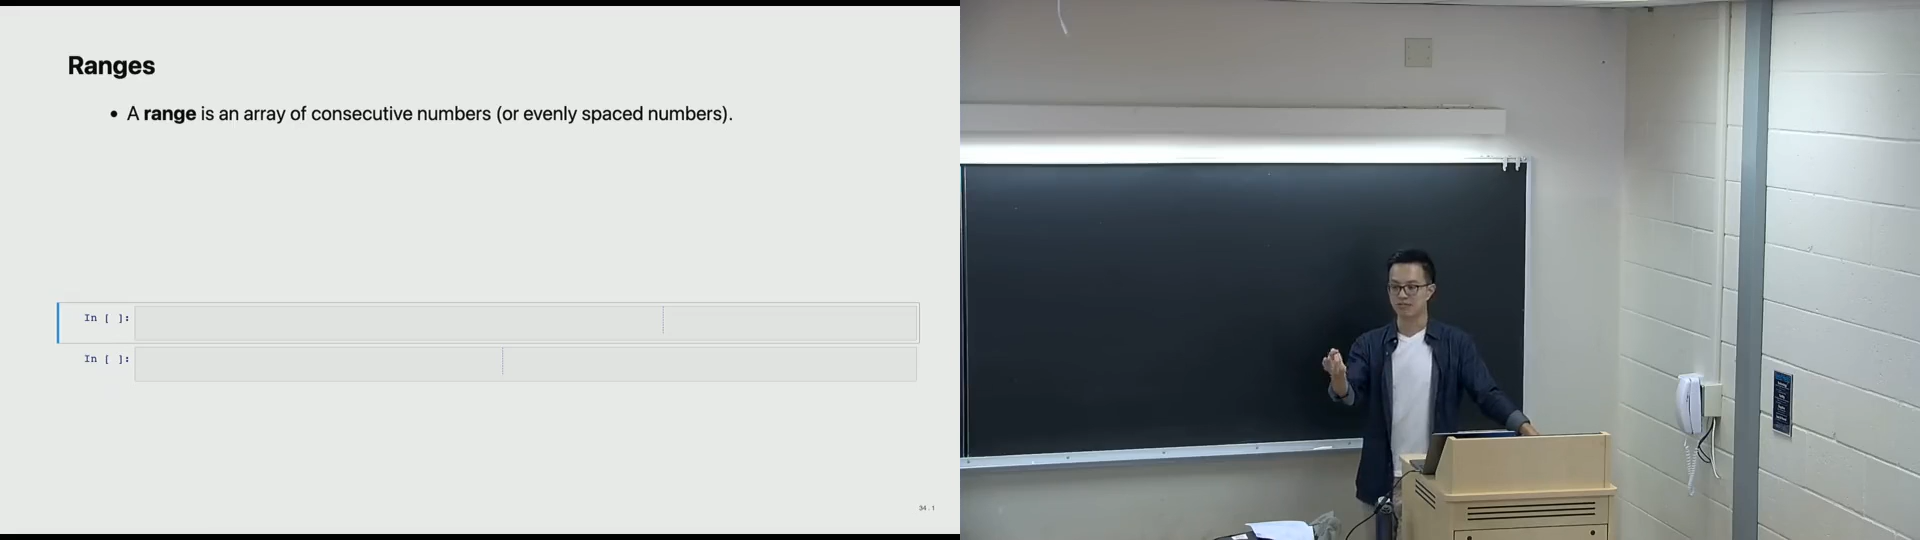 Ranges
• A range is an array of consecutive numbers (or evenly spaced numbers).
In [ ]:
In [ ]:
34 . 1